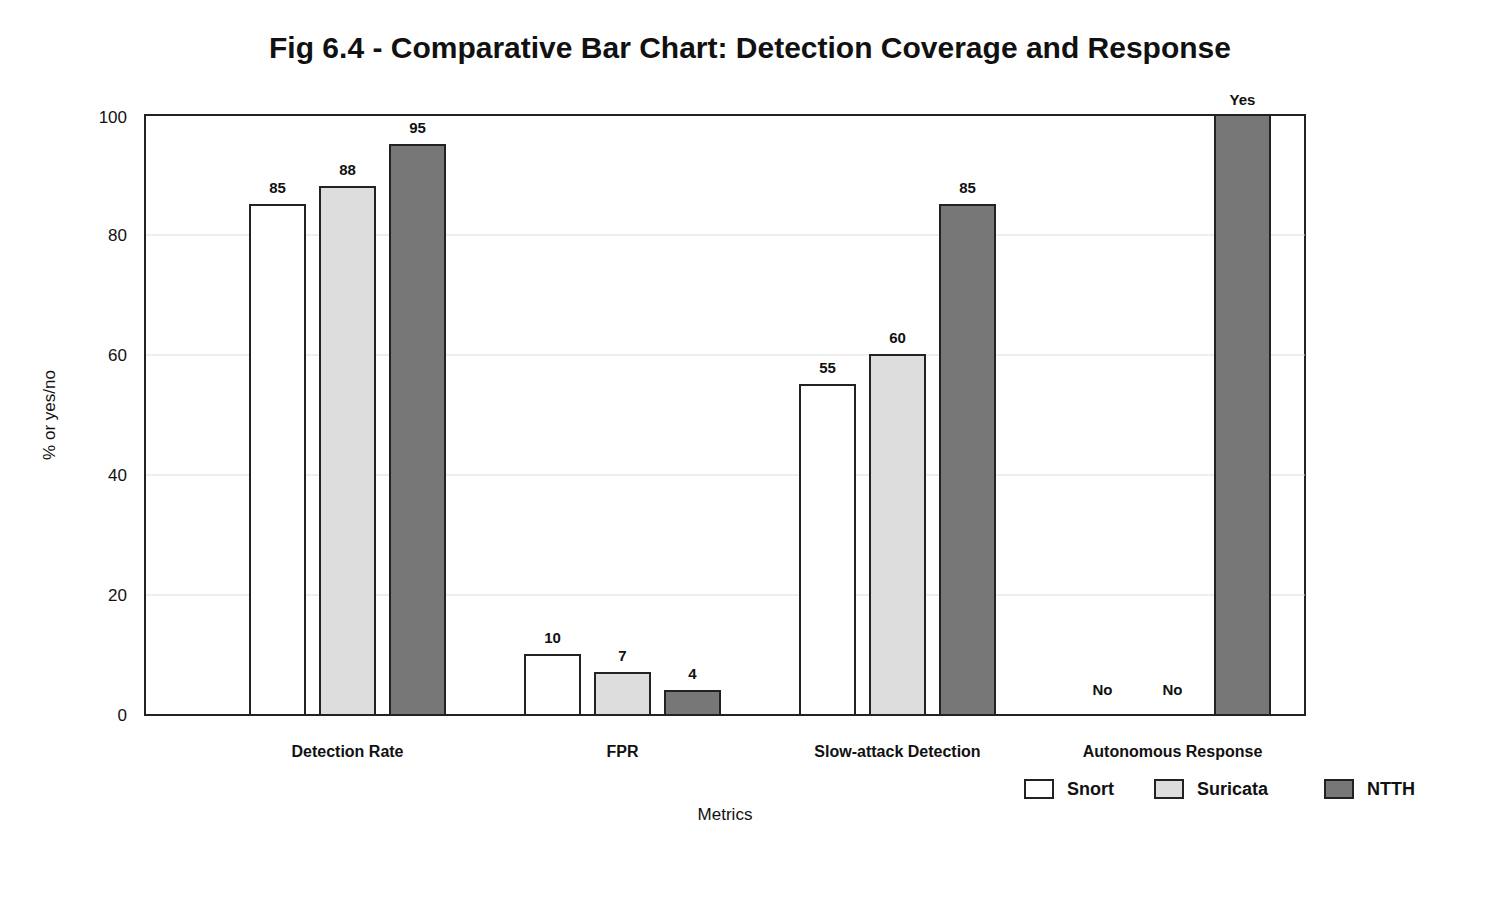 Fig 6.4 - Comparative Bar Chart: Detection Coverage and Response
Yes
100
95
88
85
85
80
60
60
55
% or yes/no
40
20
10
7
4
No No
0
Detection Rate FPR Slow-attack Detection Autonomous Response
Snort Suricata NTTH
Metrics